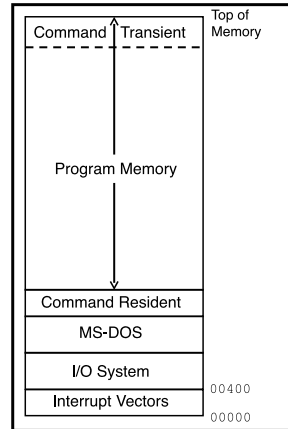 Top of
Memory
Command Transient
Program Memory
Command Resident
MS-DOS
I/O System
00400
Interrupt Vectors
00000